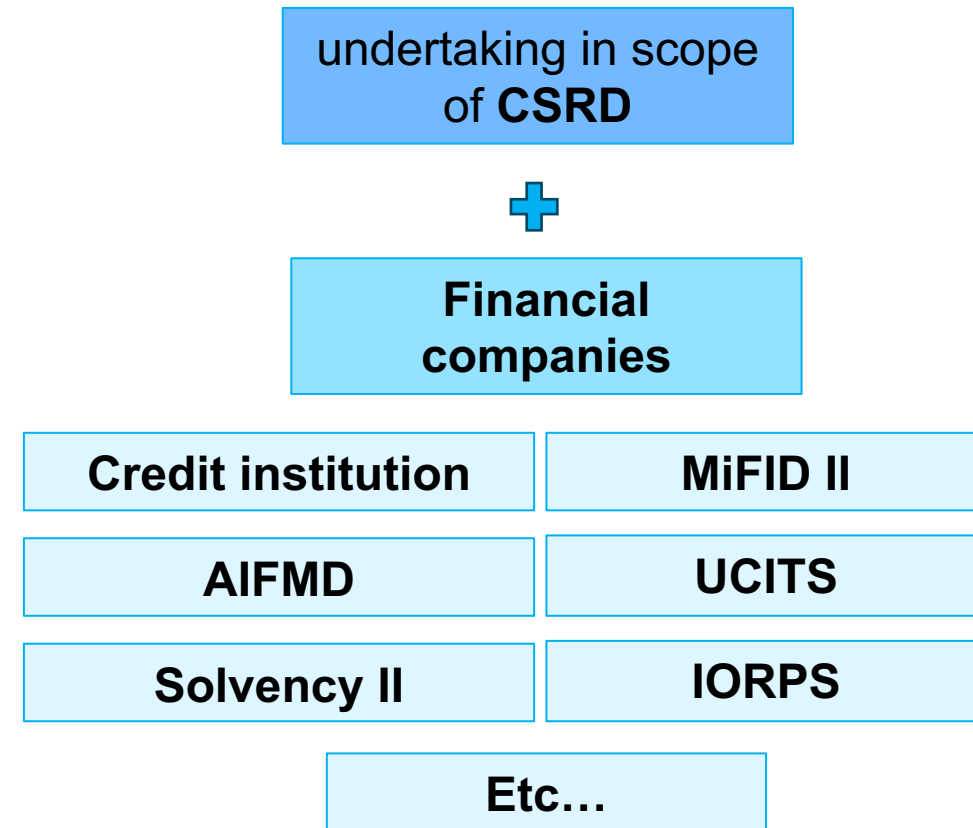 undertaking in scope
of CSRD
Financial
companies
Credit institution
MiFID II
AIFMD
UCITS
Solvency II
IORPS
Etc…